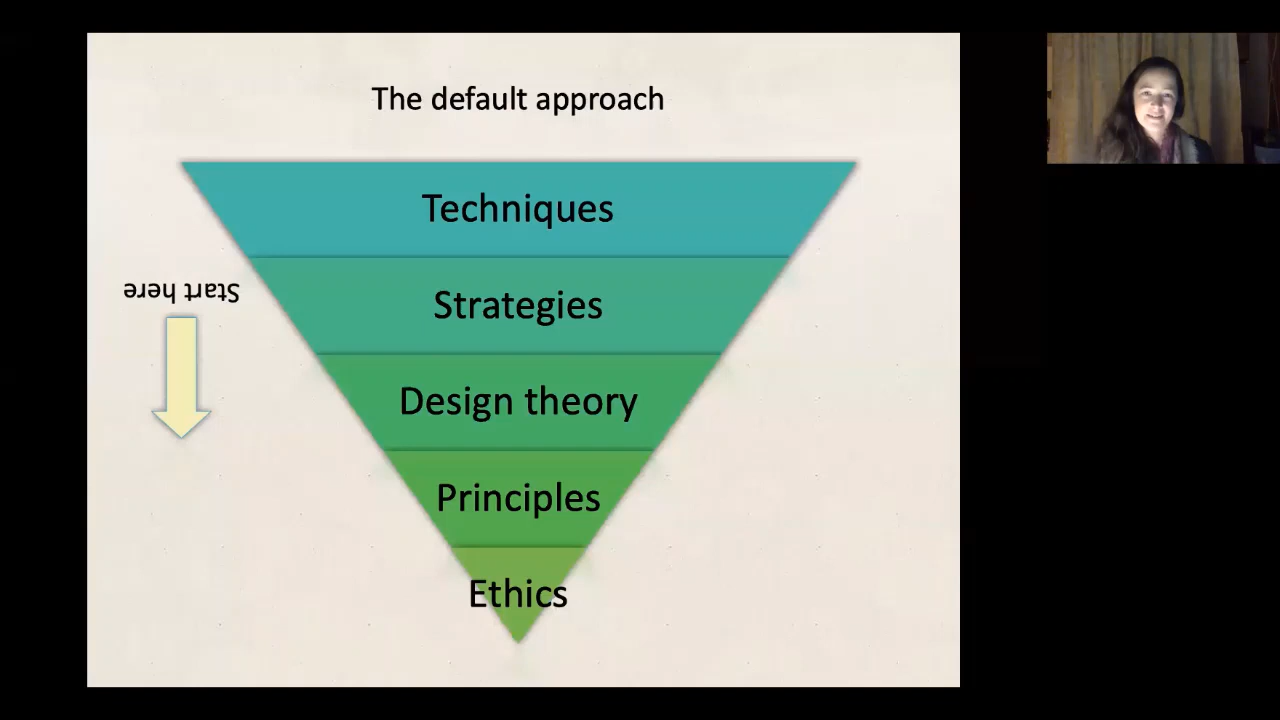 The default approach
Techniques
Start here
Strategies
Design theory
Principles
Ethics